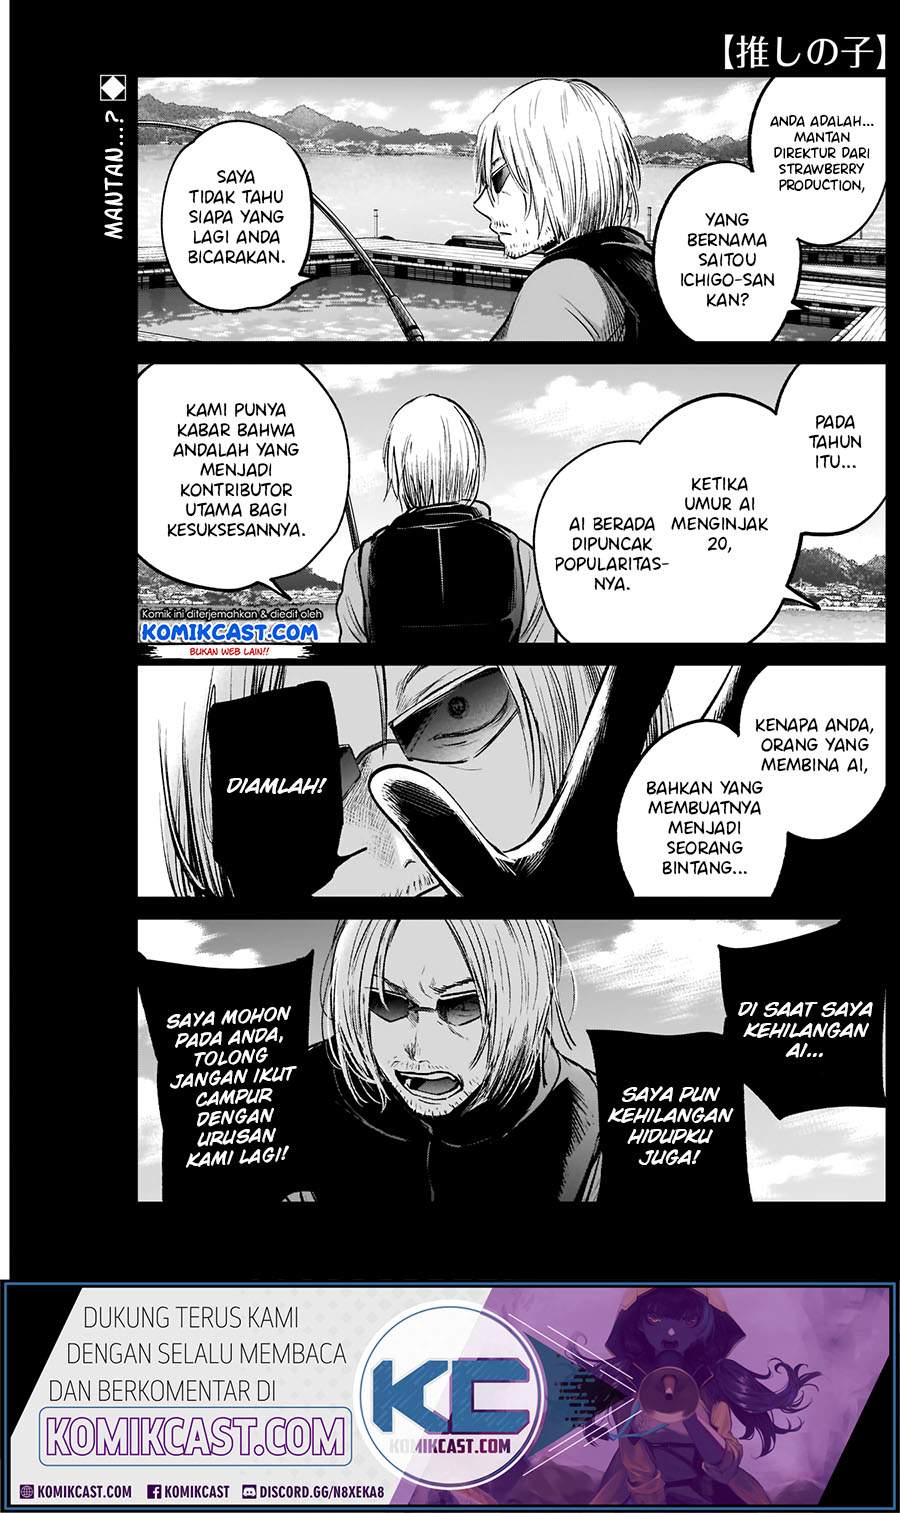 【推しの子】
MANTAN...?
ANDA ADALAH...
MANTAN
DIREKTUR DARI
STRAWBERRY
PRODUCTION,
YANG
BERNAMA
SAITOU
ICHIGO-SAN
KAN?
SAYA
TIDAK TAHU
SIAPA YANG
LAGI ANDA
BICARAKAN.
PADA
TAHUN
ITU...
KETIKA
UMUR AI
MENGINJAK
20,
AI BERADA
DIPUNCAK
POPULARITAS-
NYA.
KAMI PUNYA
KABAR BAHWA
ANDALAH YANG
MENJADI
KONTRIBUTOR
UTAMA BAGI
KESUKSESANNYA.
Komik ini diterjemahkan & diedit oleh
KOMIKCAST.COM
BUKAN WEB LAIN!!
KENAPA ANDA,
ORANG YANG
MEMBINA AI,
BAHKAN YANG
MEMBUATNYA
MENJADI
SEORANG
BINTANG...
DIAMLAH!
DI SAAT SAYA
KEHILANGAN
AI...
SAYA PUN
KEHILANGAN
HIDUPKU
JUGA!
SAYA MOHON
PADA ANDA,
TOLONG
JANGAN IKUT
CAMPUR
DENGAN
URUSAN
KAMI LAGI!
DUKUNG TERUS KAMI
DENGAN SELALU MEMBACA
DAN BERKOMENTAR DI
KOMIKCAST.COM
KC
KOMIKCAST.COM
KOMIKCAST.COM
KOMIKCAST
DISCORD.GG/N8XEKA8